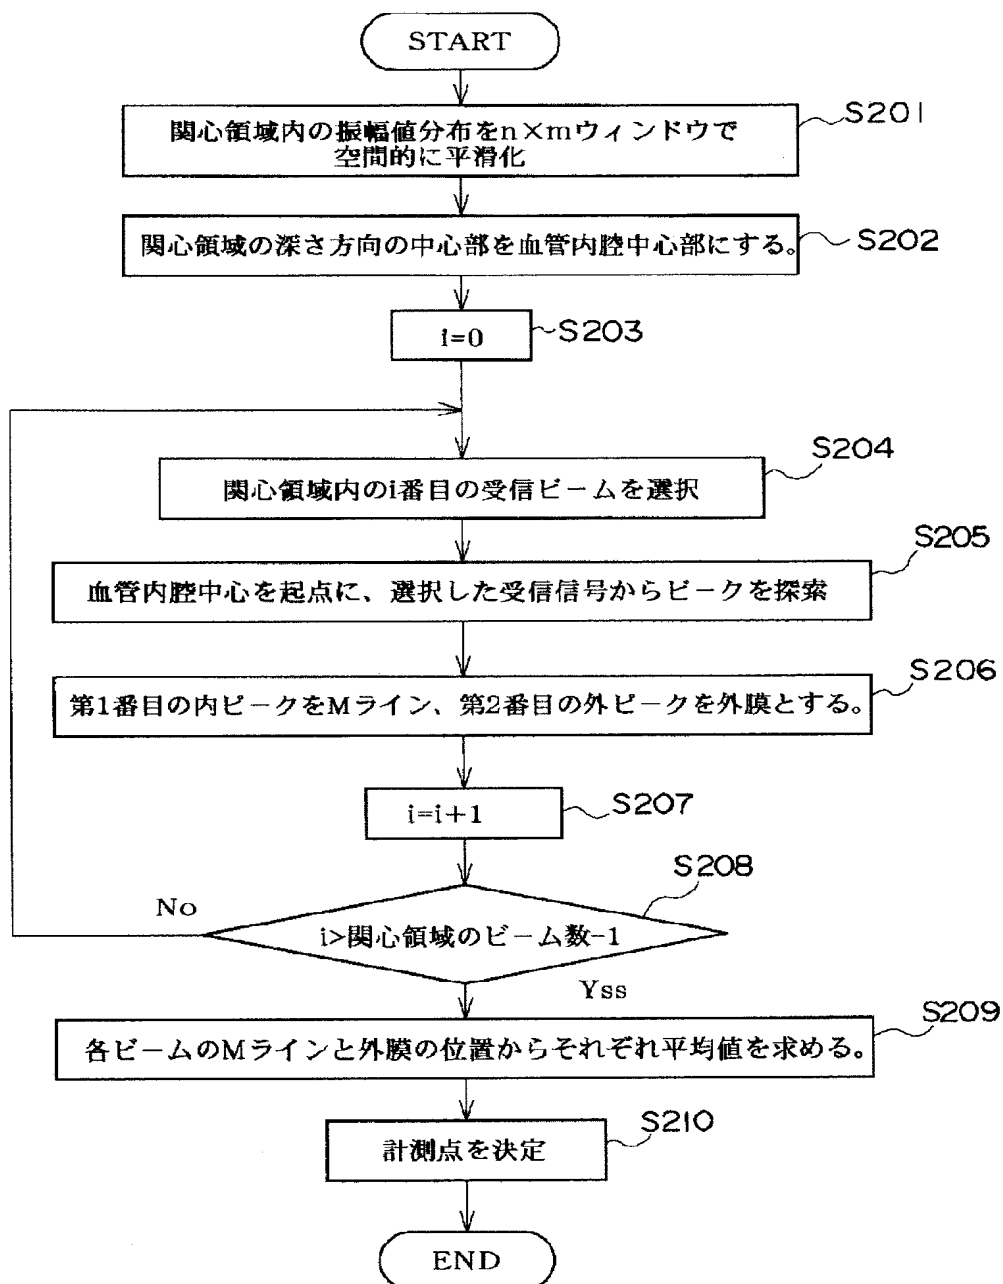 START
関心領域内の振幅値分布をn×mウィンドウで
空間的に平滑化
S201
関心領域の深さ方向の中心部を血管内腔中心部にする。
S202
i=0
S203
S204
関心領域内のi番目の受信ビームを選択
S205
血管内腔中心を起点に、選択した受信信号からピークを探索
S206
第1番目の内ピークをMライン、第2番目の外ピークを外膜とする。
i=i+1
S207
S208
No
i>関心領域のビーム数-1
Yss
S209
各ビームのMラインと外膜の位置からそれぞれ平均値を求める。
S210
計測点を決定
END